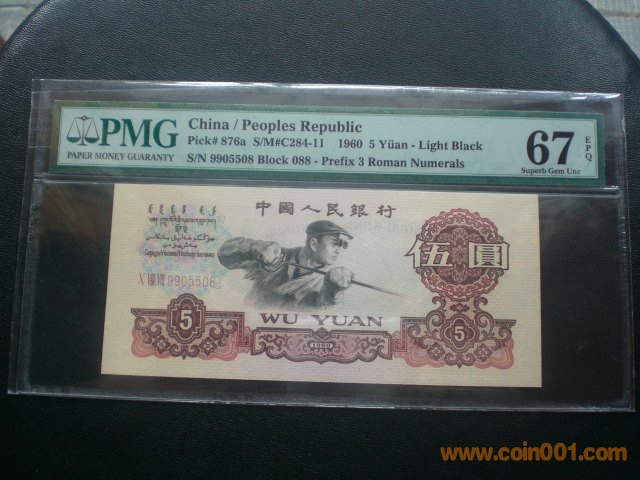 PMG
PAPER MONEY GUARANTY
China / Peoples Republic
Pick# 876a S/M#C284-11 1960 5 Yüan - Light Black
S/N 9905508 Block 088 - Prefix 3 Roman Numerals
67
EPQ
Superb Gem Unc
中國人民銀行
伍圓
9905508
5
WU YUAN
5
1960
www.coin001.com